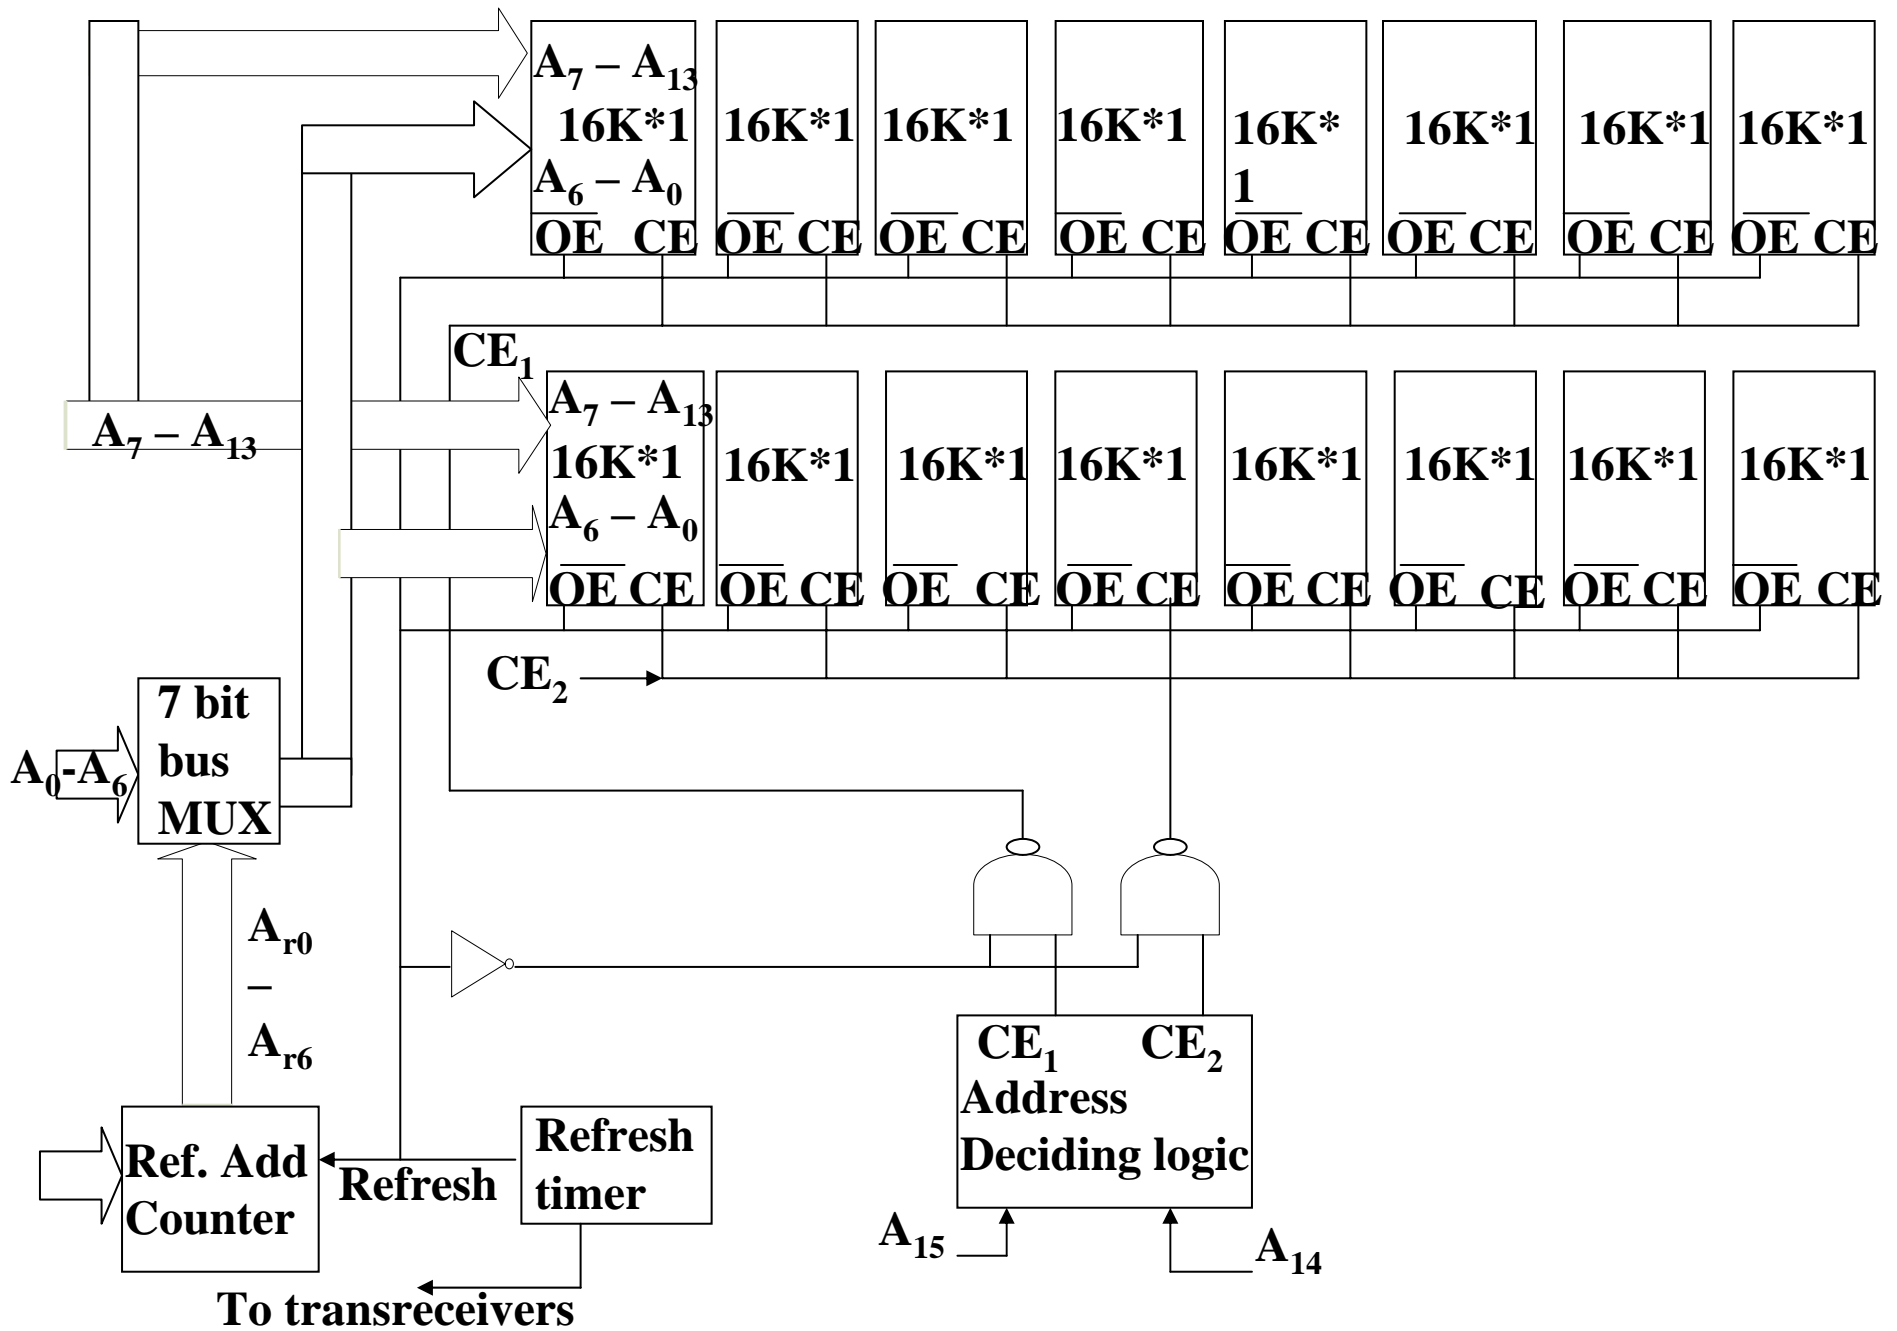 A7 – A13
16K*1 16K*1 16K*1 16K*1 16K* 16K*1 16K*1 16K*1
1
A6 – A0
OE CE OE CE OE CE OE CE OE CE OE CE OE CE OE CE
CE1
A7 – A13
A7 – A13
16K*1 16K*1 16K*1 16K*1 16K*1 16K*1 16K*1 16K*1
A6 – A0
OE CE OE CE OE CE OE CE OE CE OE CE OE CE OE CE
CE2
7 bit
bus
MUX
A0-A6
Ar0
–
Ar6
CE1 CE2
Address
Deciding logic
Ref. Add
Counter
Refresh
Refresh
timer
A15
A14
To transreceivers